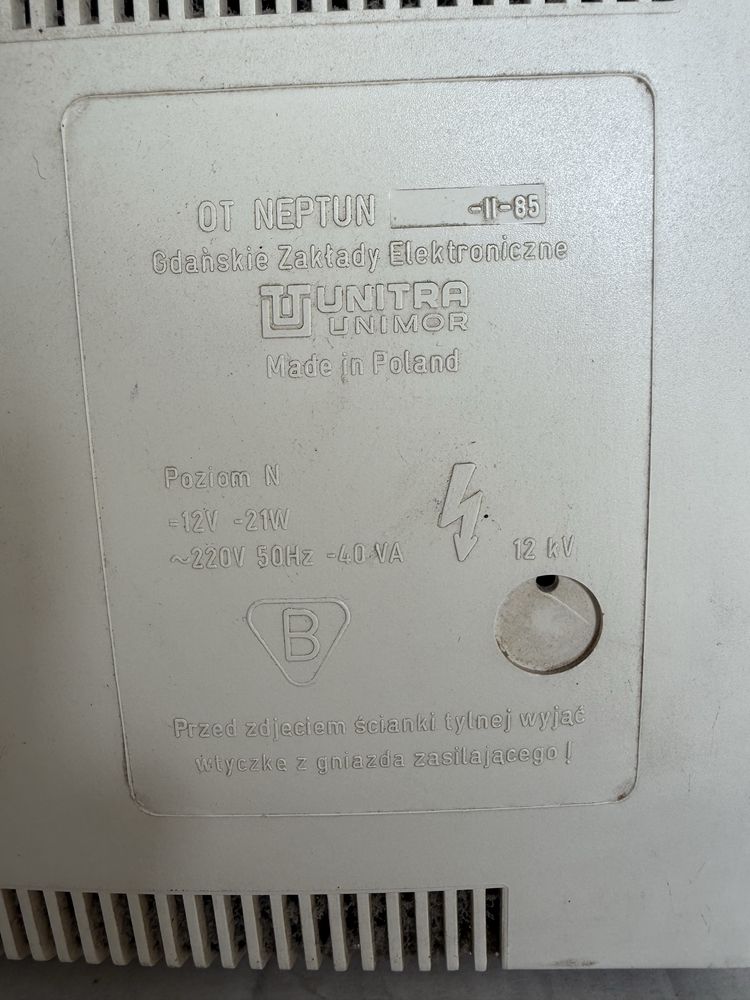 OT NEPTUN -II-85
Gdańskie Zakłady Elektroniczne
UNITRA
UNIMOR
Made in Poland
Poziom N
-12V -21W
~220V 50Hz -40 VA
12 kV
B
Przed zdjeciem ścianki tylnej wyjąć
wtyczkę z gniazda zasilającego!